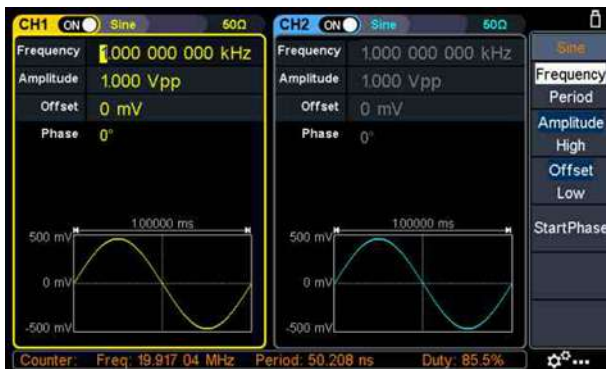 CH1 ON Sine 50Ω
Frequency 1.000 000 000 kHz
Amplitude 1.000 Vpp
Offset 0 mV
Phase 0°
1.00000 ms
500 mV
0 mV
-500 mV
CH2 ON Sine 50Ω
Frequency 1.000 000 000 kHz
Amplitude 1.000 Vpp
Offset 0 mV
Phase 0°
1.00000 ms
500 mV
0 mV
-500 mV
Sine
Frequency
Period
Amplitude
High
Offset
Low
StartPhase
Counter: Freq: 19.917 04 MHz Period: 50.208 ns Duty: 85.5%